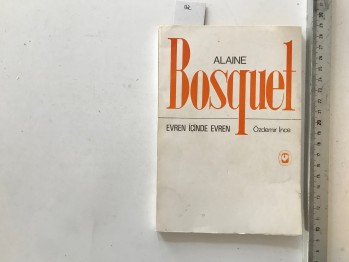 ALAINE
Bosquet
EVREN İÇİNDE EVREN
Özdemir İnce